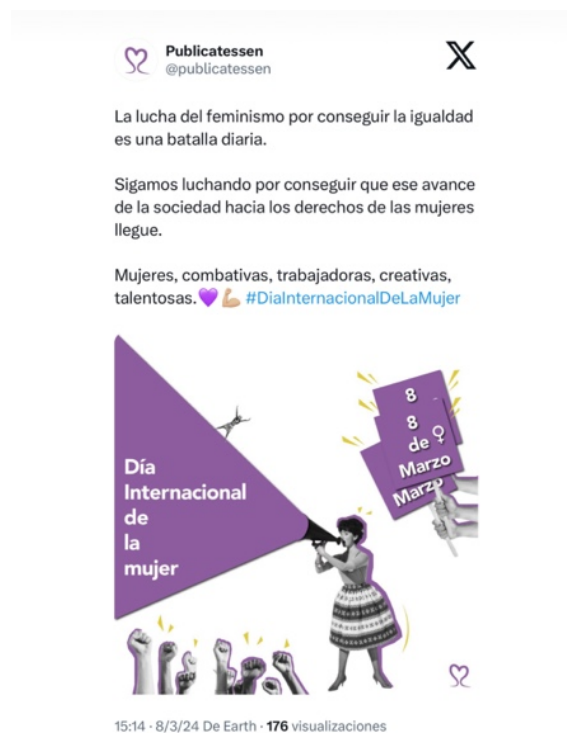 Publicatessen
@publicatessen
La lucha del feminismo por conseguir la igualdad
es una batalla diaria.
Sigamos luchando por conseguir que ese avance
de la sociedad hacia los derechos de las mujeres
llegue.
Mujeres, combativas, trabajadoras, creativas,
talentosas.💜💪🏼 #DiaInternacionalDeLaMujer
Día
Internacional
de
la
mujer
8
8
de ♀
Marzo
Marzo
15:14 · 8/3/24 De Earth · 176 visualizaciones